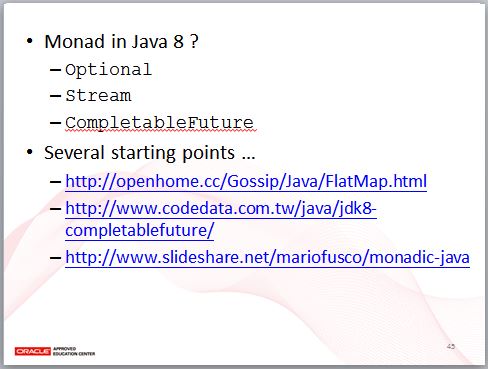 • Monad in Java 8 ?
– Optional
– Stream
– CompletableFuture
• Several starting points …
– http://openhome.cc/Gossip/Java/FlatMap.html
– http://www.codedata.com.tw/java/jdk8-
completablefuture/
– http://www.slideshare.net/mariofusco/monadic-java
ORACLE APPROVED
EDUCATION CENTER
45